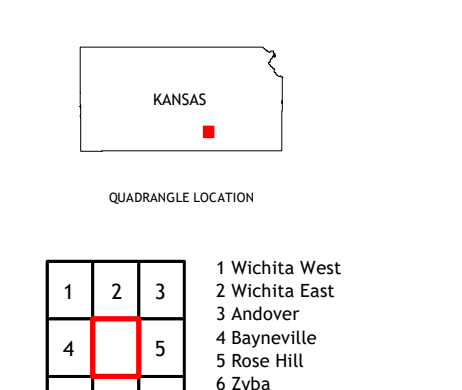 KANSAS
QUADRANGLE LOCATION
1 2 3
4 5
1 Wichita West
2 Wichita East
3 Andover
4 Bayneville
5 Rose Hill
6 Zyba